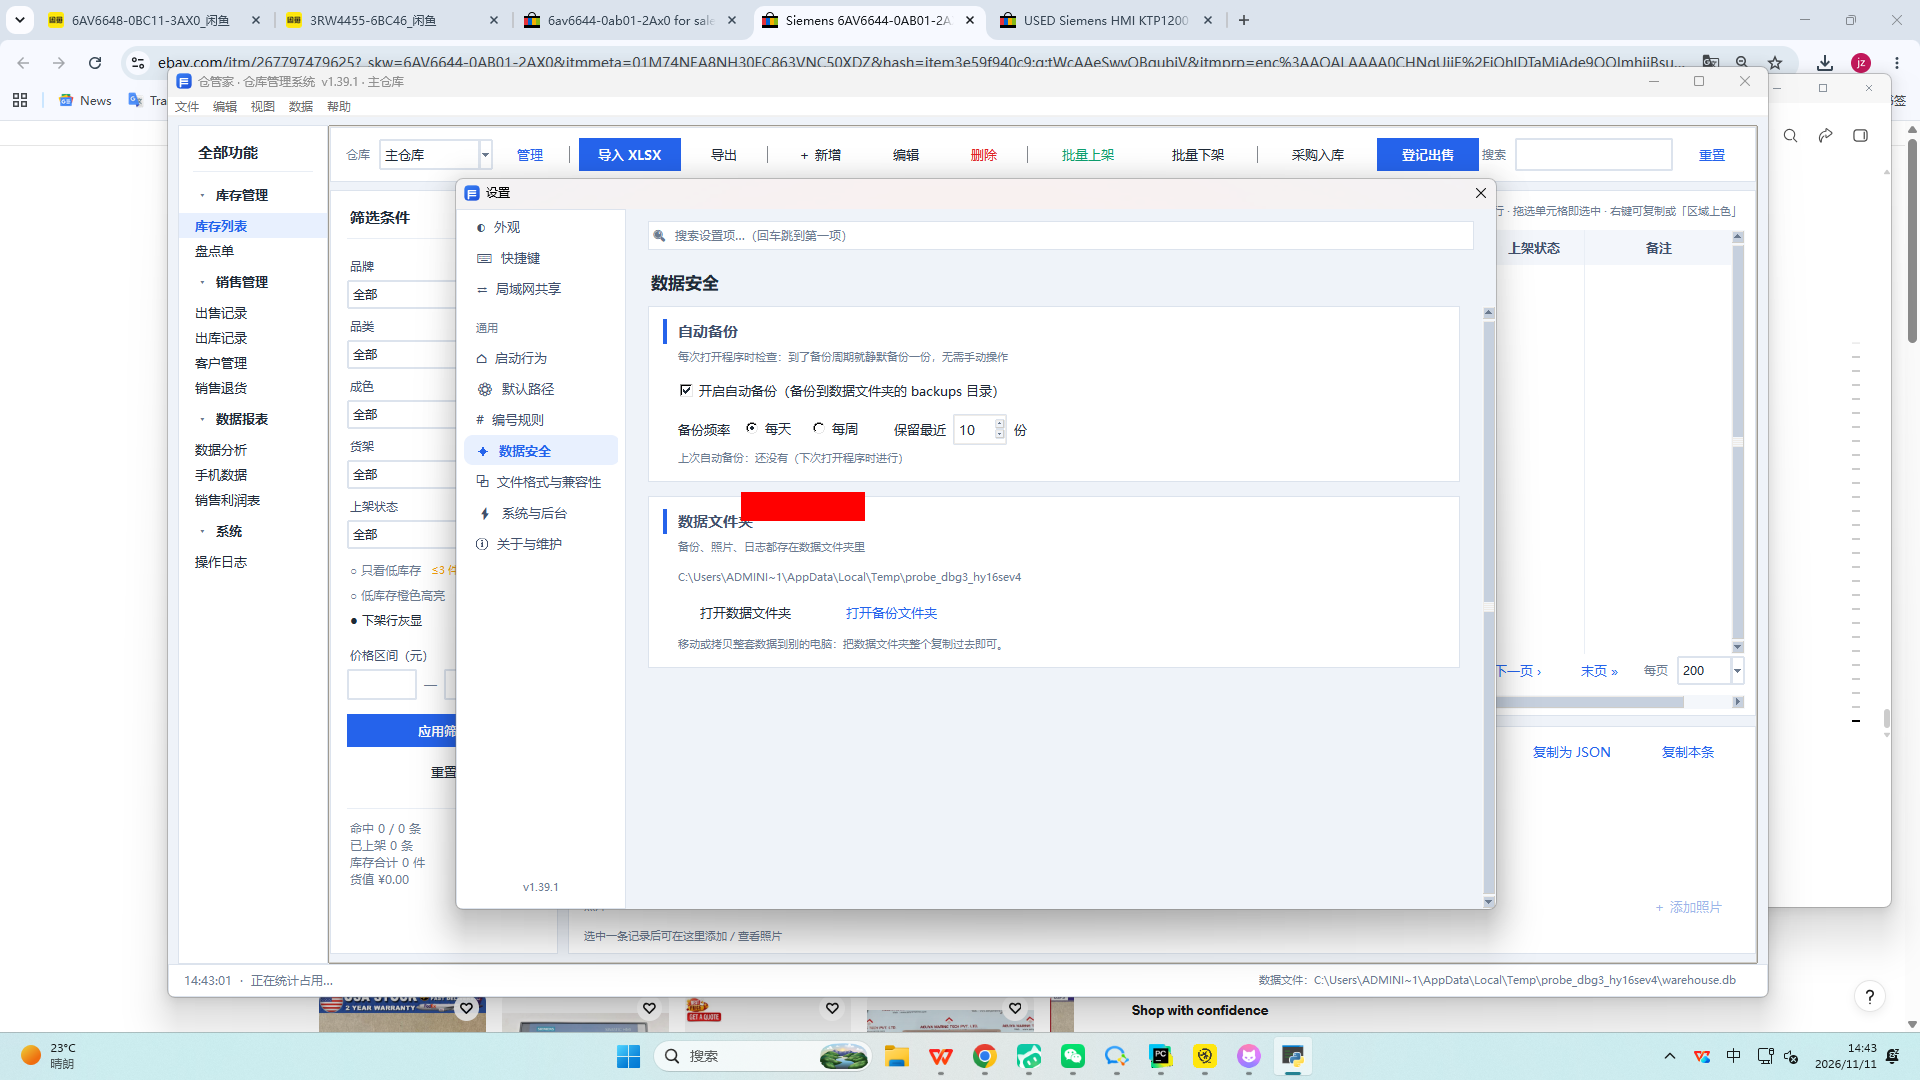 6AV6648-0BC11-3AX0_闲鱼
3RW4455-6BC46_闲鱼
6av6644-0ab01-2Ax0 for sale
Siemens 6AV6644-0AB01-2A
USED Siemens HMI KTP1200
News
仓管家 · 仓库管理系统 v1.39.1 · 主仓库
文件 编辑 视图 数据 帮助
全部功能
库存管理
库存列表
盘点单
销售管理
出售记录
出库记录
客户管理
销售退货
数据报表
数据分析
手机数据
销售利润表
系统
操作日志
仓库 主仓库 管理 导入 XLSX 导出 + 新增 编辑 删除 批量上架 批量下架 采购入库 登记出售 搜索 重置
筛选条件
品牌
全部
品类
全部
成色
全部
货架
全部
上架状态
全部
只看低库存 ≤3 件
低库存橙色高亮
下架行灰显
价格区间（元）
—
应用筛
重置
命中 0 / 0 条
已上架 0 条
库存合计 0 件
货值 ¥0.00
设置
外观
快捷键
局域网共享
通用
启动行为
默认路径
# 编号规则
数据安全
文件格式与兼容性
系统与后台
关于与维护
v1.39.1
搜索设置项...（回车跳到第一项）
数据安全
自动备份
每次打开程序时检查：到了备份周期就静默备份一份，无需手动操作
开启自动备份（备份到数据文件夹的 backups 目录）
备份频率 每天 每周 保留最近 10 份
上次自动备份：还没有（下次打开程序时进行）
数据文件夹
备份、照片、日志都存在数据文件夹里
C:\Users\ADMINI~1\AppData\Local\Temp\probe_dbg3_hy16sev4
打开数据文件夹 打开备份文件夹
移动或拷贝整套数据到别的电脑：把数据文件夹整个复制过去即可。
行 · 拖选单元格即选中 · 右键可复制或「区域上色」
上架状态 备注
下一页 › 末页 » 每页 200
复制为 JSON 复制本条
+ 添加照片
选中一条记录后可在这里添加 / 查看照片
14:43:01 · 正在统计占用...
数据文件：C:\Users\ADMINI~1\AppData\Local\Temp\probe_dbg3_hy16sev4\warehouse.db
2 YEAR WARRANTY
GET A QUOTE
Shop with confidence
?
23°C
晴朗
搜索
中
14:43
2026/11/11